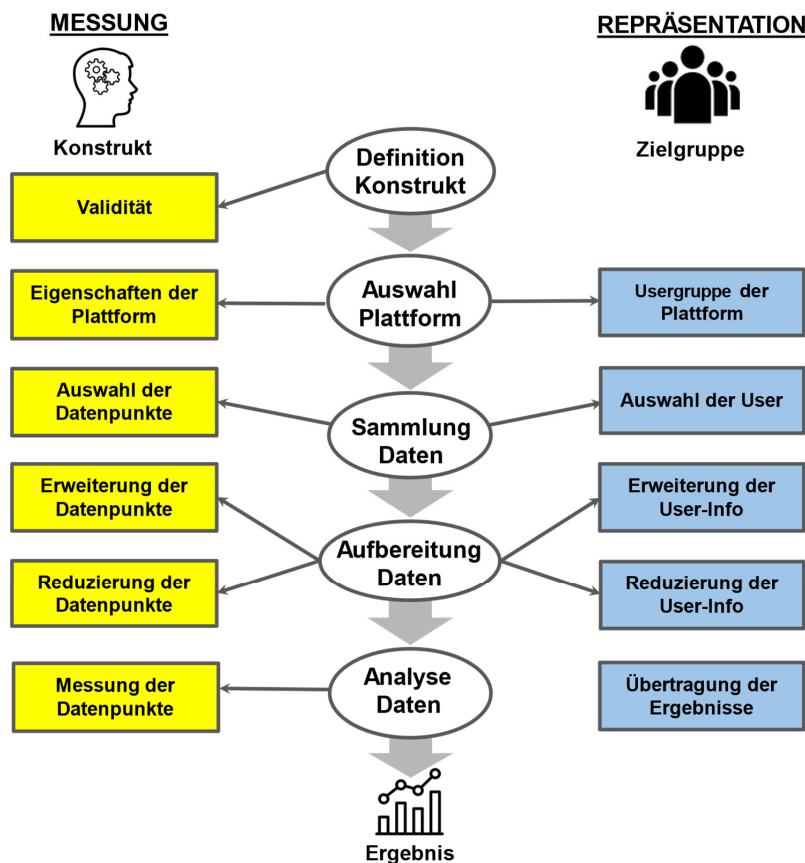 MESSUNG
REPRÄSENTATION
Konstrukt
Zielgruppe
Definition
Konstrukt
Validität
Auswahl
Plattform
Eigenschaften der
Plattform
Usergruppe der
Plattform
Sammlung
Daten
Auswahl der
Datenpunkte
Auswahl der User
Aufbereitung
Daten
Erweiterung der
Datenpunkte
Erweiterung der
User-Info
Reduzierung der
Datenpunkte
Reduzierung der
User-Info
Analyse
Daten
Messung der
Datenpunkte
Übertragung der
Ergebnisse
Ergebnis